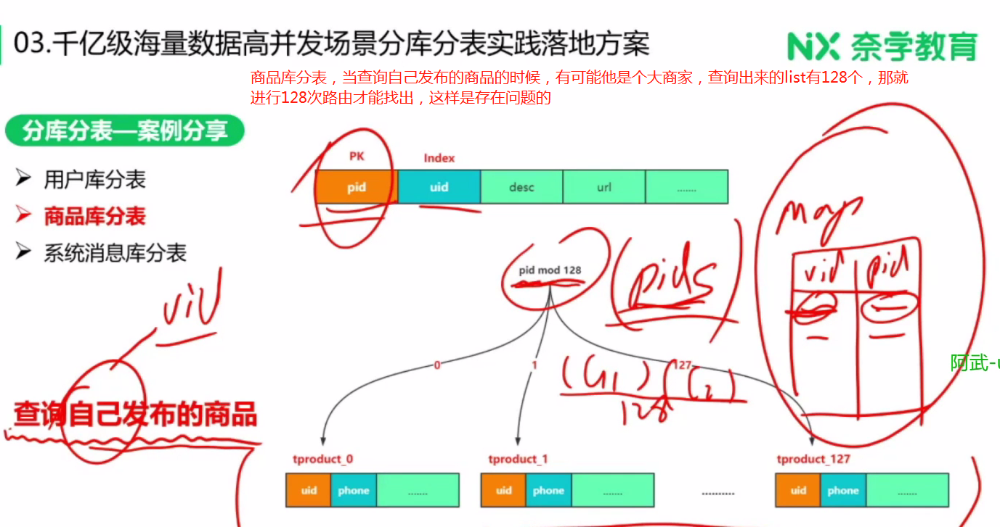 03.千亿级海量数据高并发场景分库分表实践落地方案
NiX 奈学教育
商品库分表，当查询自己发布的商品的时候，有可能他是个大商家，查询出来的list有128个，那就
进行128次路由才能找出，这样是存在问题的
分库分表—案例分享
用户库分表
商品库分表
系统消息库分表
PK
Index
pid
uid
desc
url
.......
Map
uid
pid
pid mod 128
(pids)
uid
0
1
127
128
阿武-u
查询自己发布的商品
tproduct_0
tproduct_1
tproduct_127
uid
phone
.......
uid
phone
.......
..........
uid
phone
.......